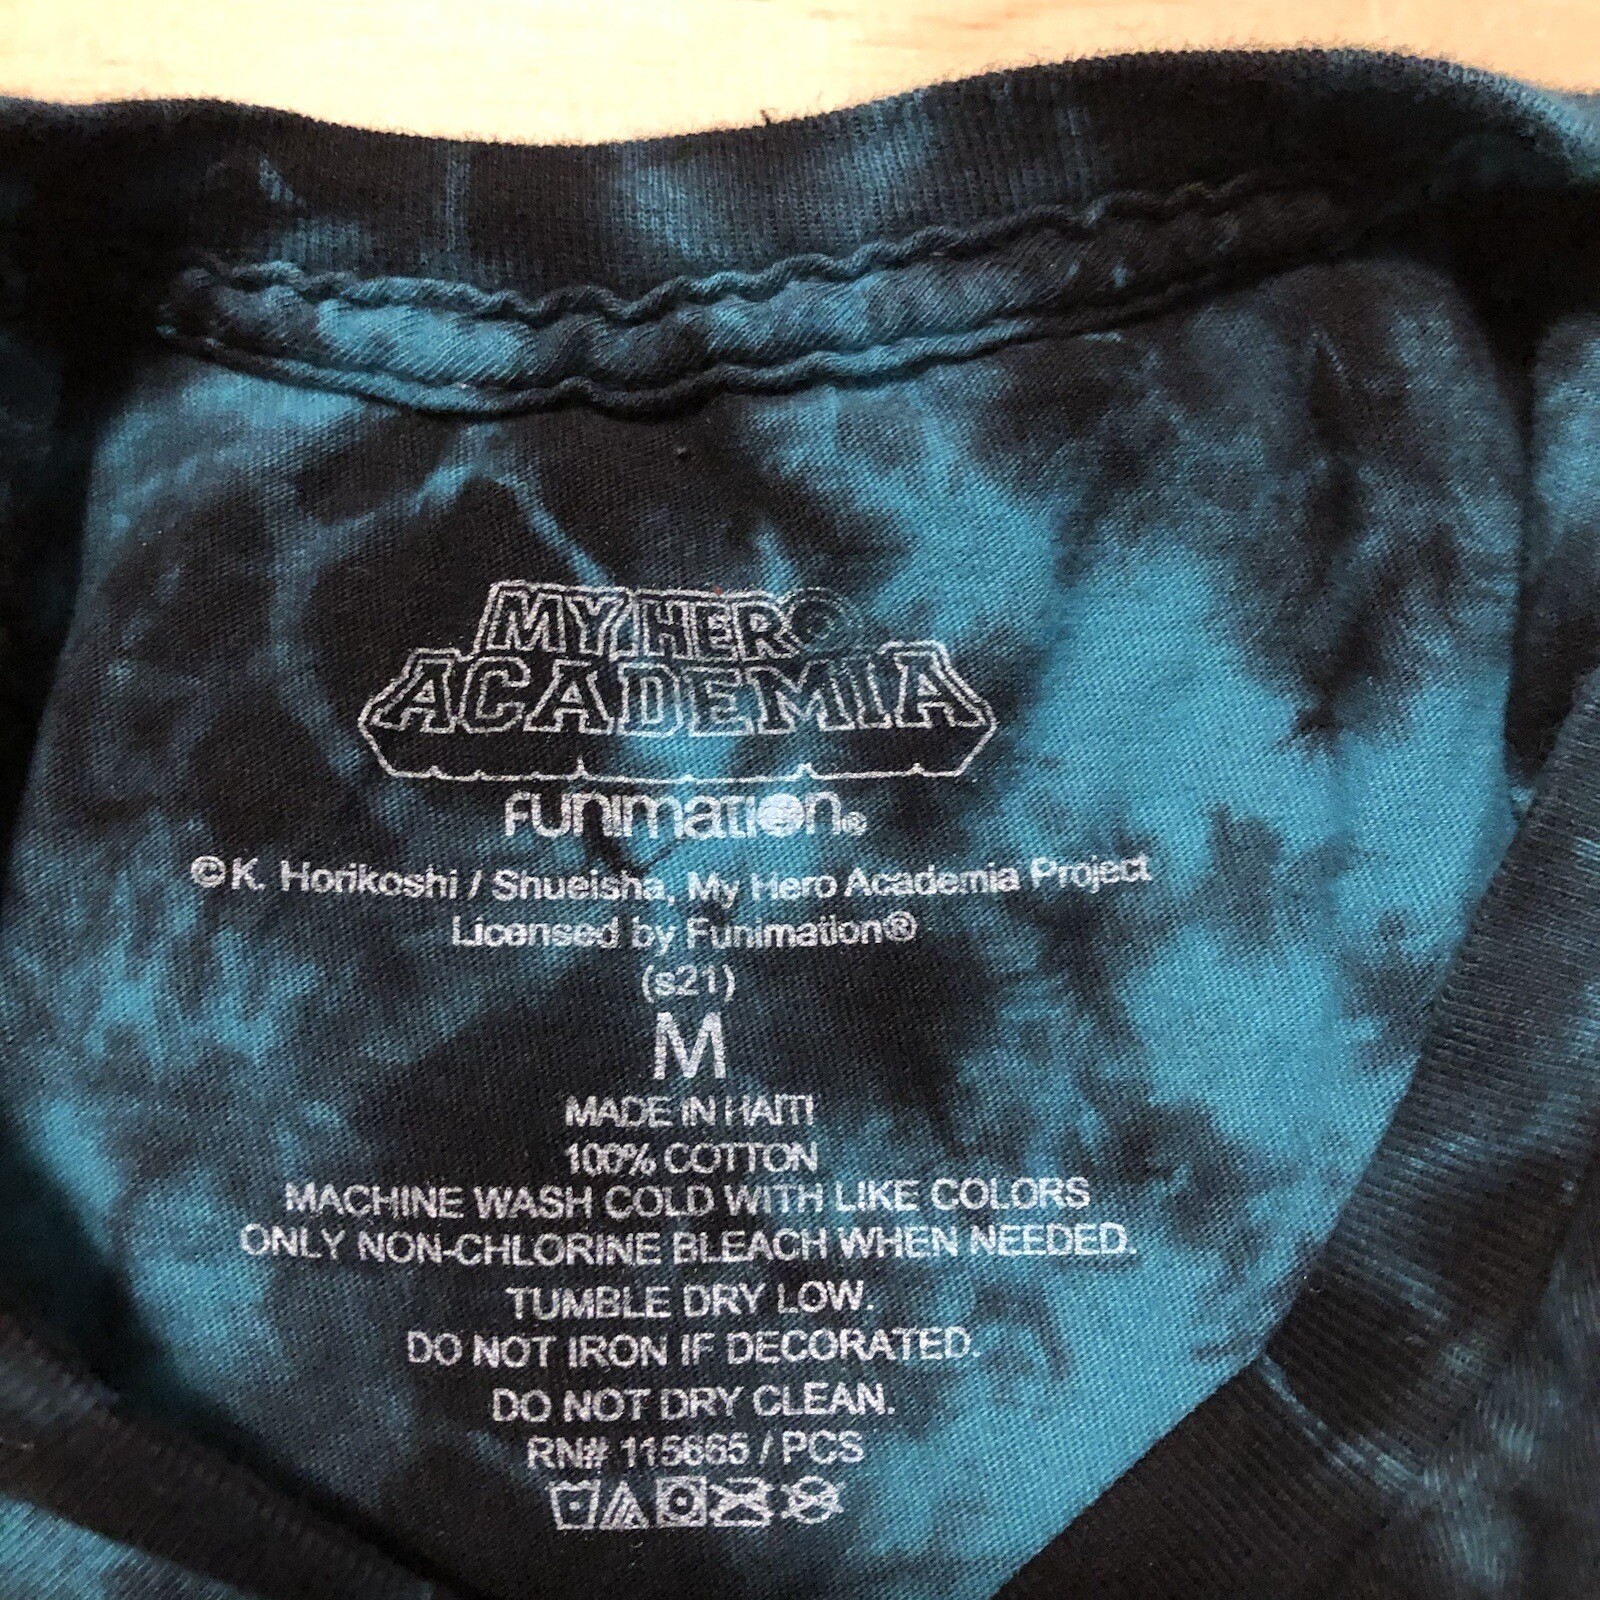 MY HERO
ACADEMIA
FUNIMATION®
©K. Horikoshi / Shueisha, My Hero Academia Project
Licensed by Funimation®
(s21)
M
MADE IN HAITI
100% COTTON
MACHINE WASH COLD WITH LIKE COLORS
ONLY NON-CHLORINE BLEACH WHEN NEEDED.
TUMBLE DRY LOW.
DO NOT IRON IF DECORATED.
DO NOT DRY CLEAN.
RN# 115665 / PCS